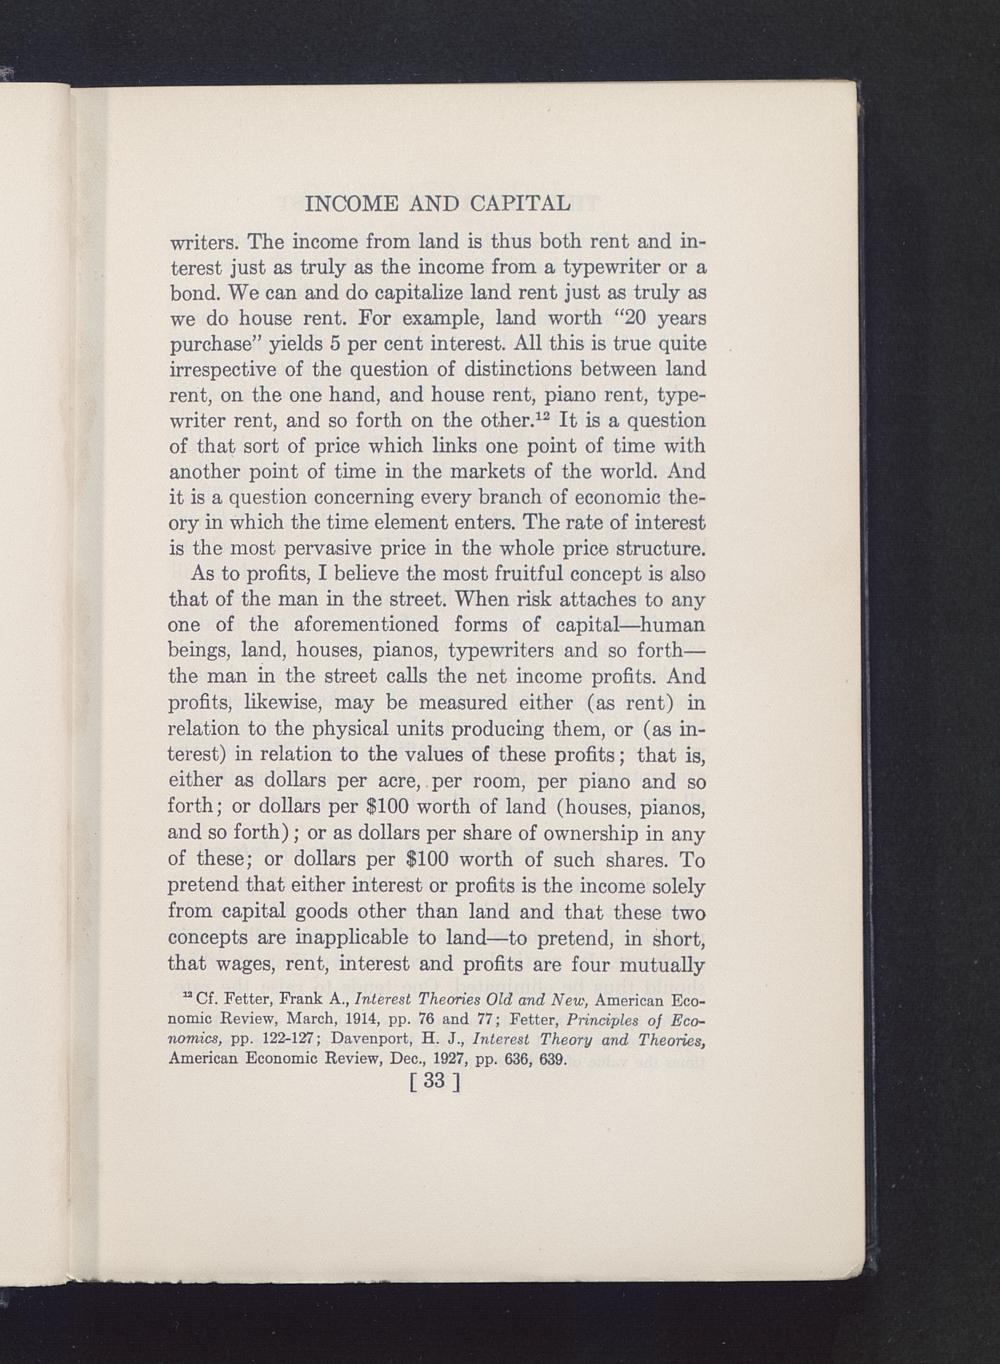 INCOME AND CAPITAL
writers. The income from land is thus both rent and in-
terest just as truly as the income from a typewriter or a
bond. We can and do capitalize land rent just as truly as
we do house rent. For example, land worth “20 years
purchase” yields 5 per cent interest. All this is true quite
irrespective of the question of distinctions between land
rent, on the one hand, and house rent, piano rent, type-
writer rent, and so forth on the other.¹² It is a question
of that sort of price which links one point of time with
another point of time in the markets of the world. And
it is a question concerning every branch of economic the-
ory in which the time element enters. The rate of interest
is the most pervasive price in the whole price structure.
As to profits, I believe the most fruitful concept is also
that of the man in the street. When risk attaches to any
one of the aforementioned forms of capital—human
beings, land, houses, pianos, typewriters and so forth—
the man in the street calls the net income profits. And
profits, likewise, may be measured either (as rent) in
relation to the physical units producing them, or (as in-
terest) in relation to the values of these profits; that is,
either as dollars per acre, per room, per piano and so
forth; or dollars per $100 worth of land (houses, pianos,
and so forth); or as dollars per share of ownership in any
of these; or dollars per $100 worth of such shares. To
pretend that either interest or profits is the income solely
from capital goods other than land and that these two
concepts are inapplicable to land—to pretend, in short,
that wages, rent, interest and profits are four mutually
¹² Cf. Fetter, Frank A., Interest Theories Old and New, American Eco-
nomic Review, March, 1914, pp. 76 and 77; Fetter, Principles of Eco-
nomics, pp. 122-127; Davenport, H. J., Interest Theory and Theories,
American Economic Review, Dec., 1927, pp. 636, 639.
[ 33 ]